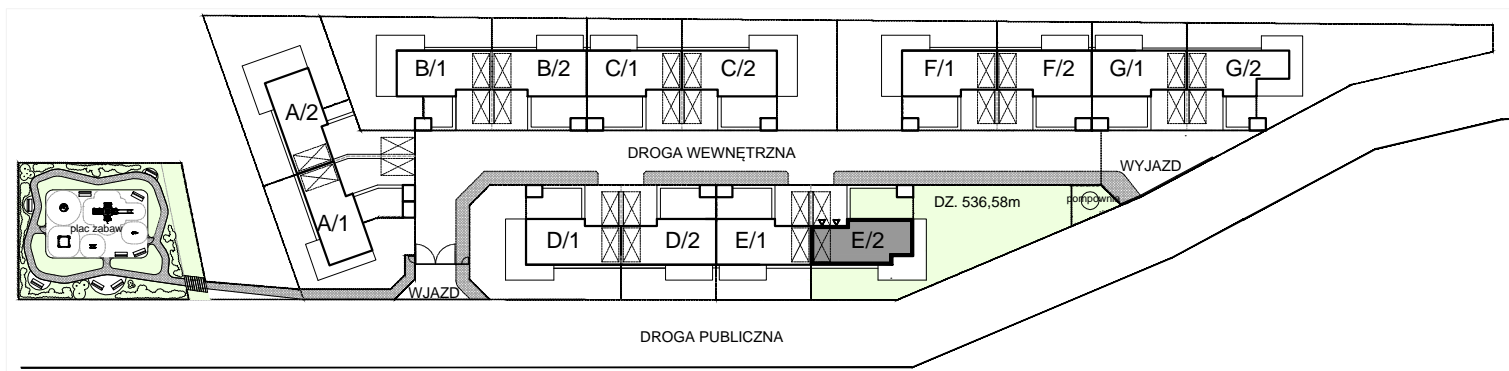 B/1
B/2
C/1
C/2
F/1
F/2
G/1
G/2
A/2
DROGA WEWNĘTRZNA
WYJAZD
DZ. 536,58m
pompownia
plac zabaw
A/1
D/1
D/2
E/1
E/2
WJAZD
DROGA PUBLICZNA